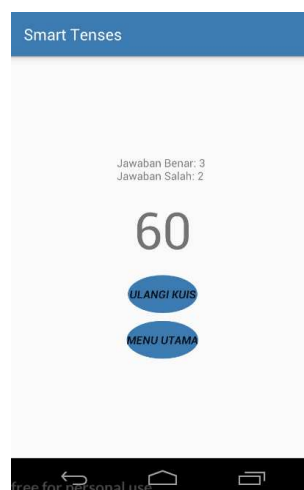 Smart Tenses
Jawaban Benar: 3
Jawaban Salah: 2
60
ULANGI KUIS
MENU UTAMA
free for personal use